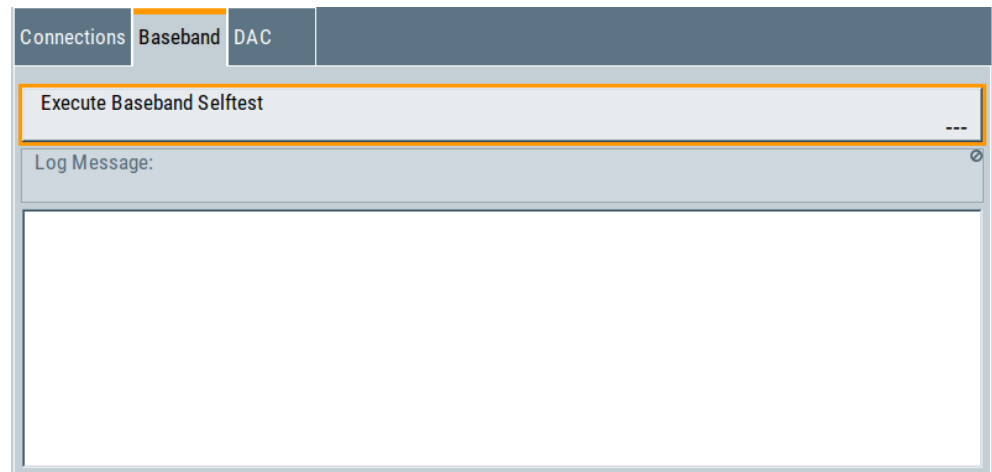 Connections Baseband DAC
Execute Baseband Selftest
---
Log Message: